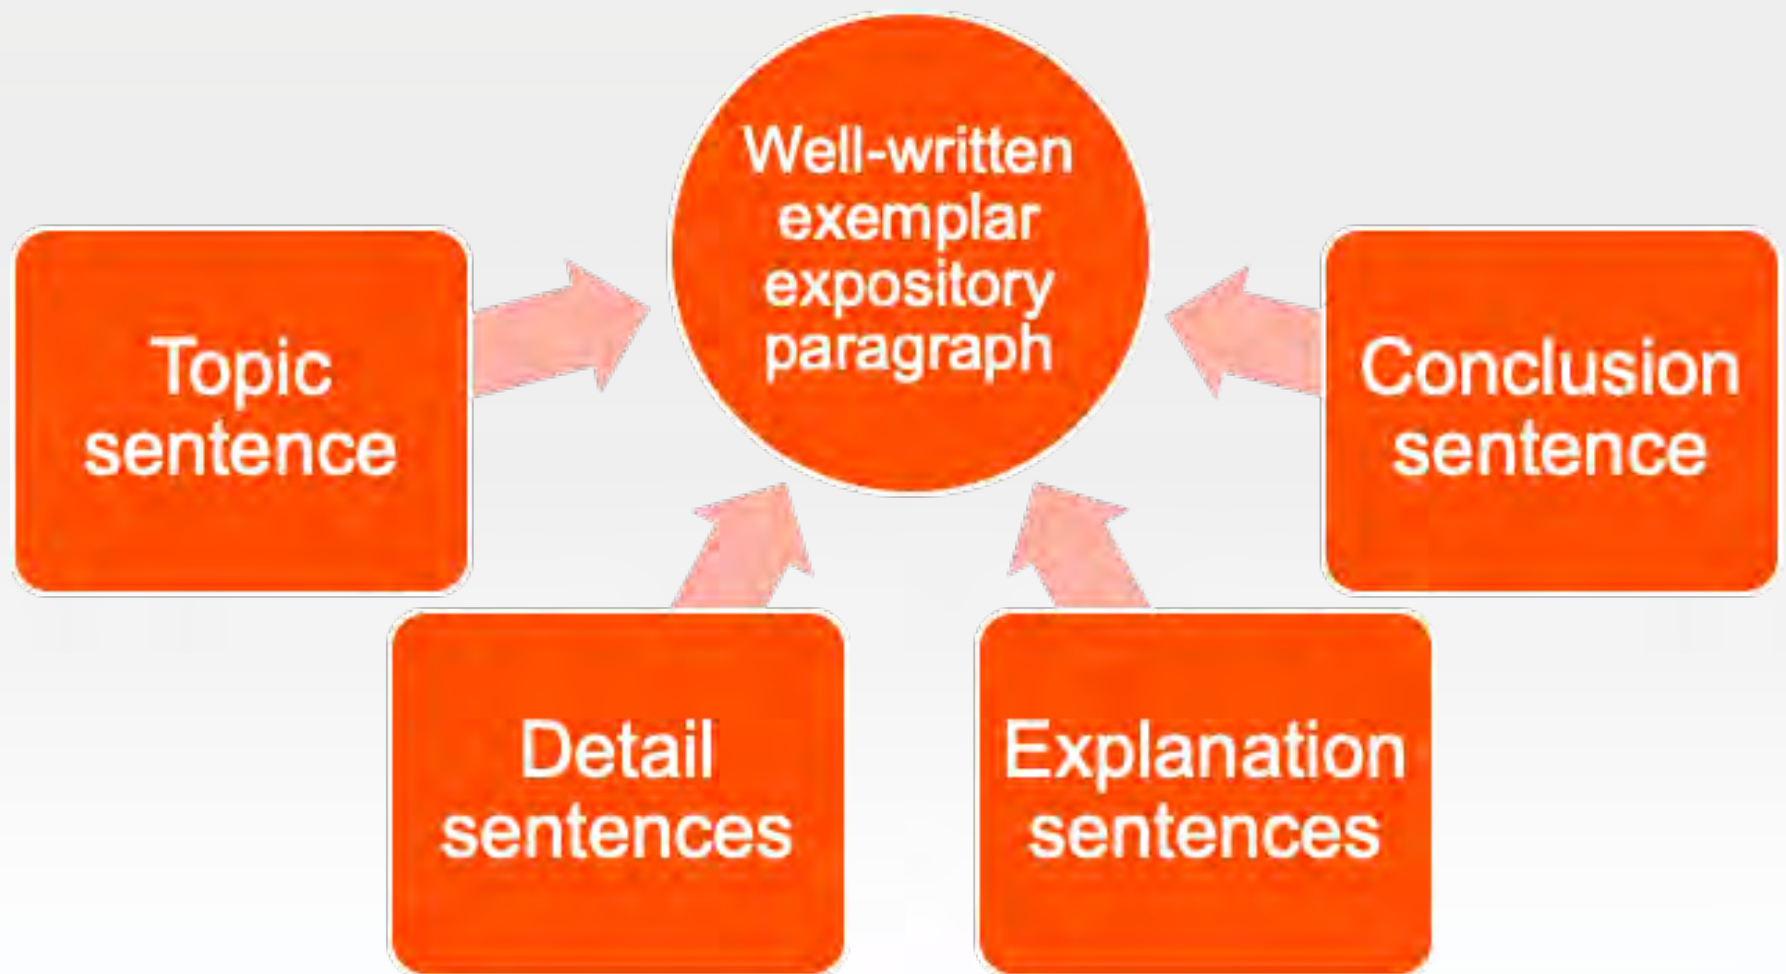 Well-written
exemplar
expository
paragraph
Topic
sentence
Detail
sentences
Explanation
sentences
Conclusion
sentence